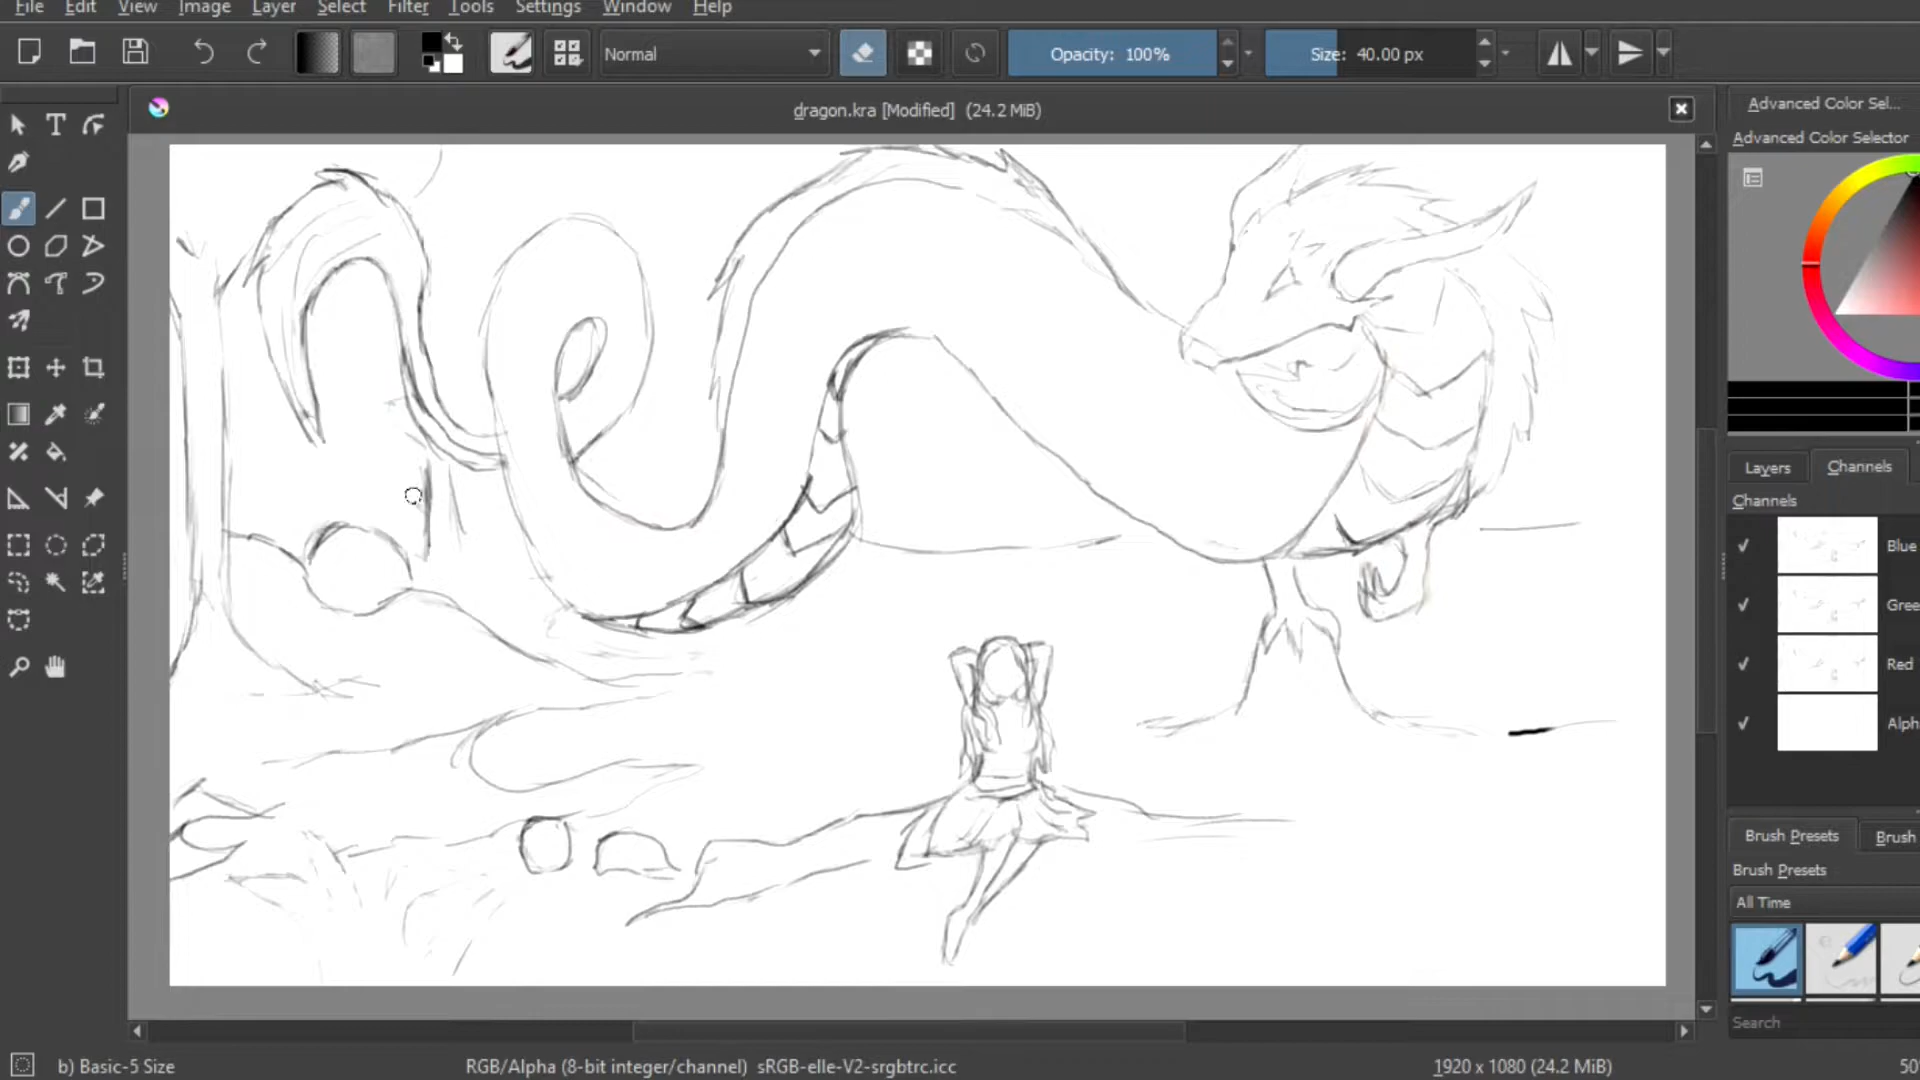 File Edit View Image Layer Select Filter Tools Settings Window Help
Normal
Opacity: 100%
Size: 40.00 px
dragon.kra [Modified] (24.2 MiB)
Advanced Color Sel...
Advanced Color Selector
T
Layers
Channels
Channels
Blue
Gree
Red
Alph
Brush Presets
Brush
Brush Presets
All Time
Search
b) Basic-5 Size
RGB/Alpha (8-bit integer/channel) sRGB-elle-V2-srgbtrc.icc
1920 x 1080 (24.2 MiB)
50